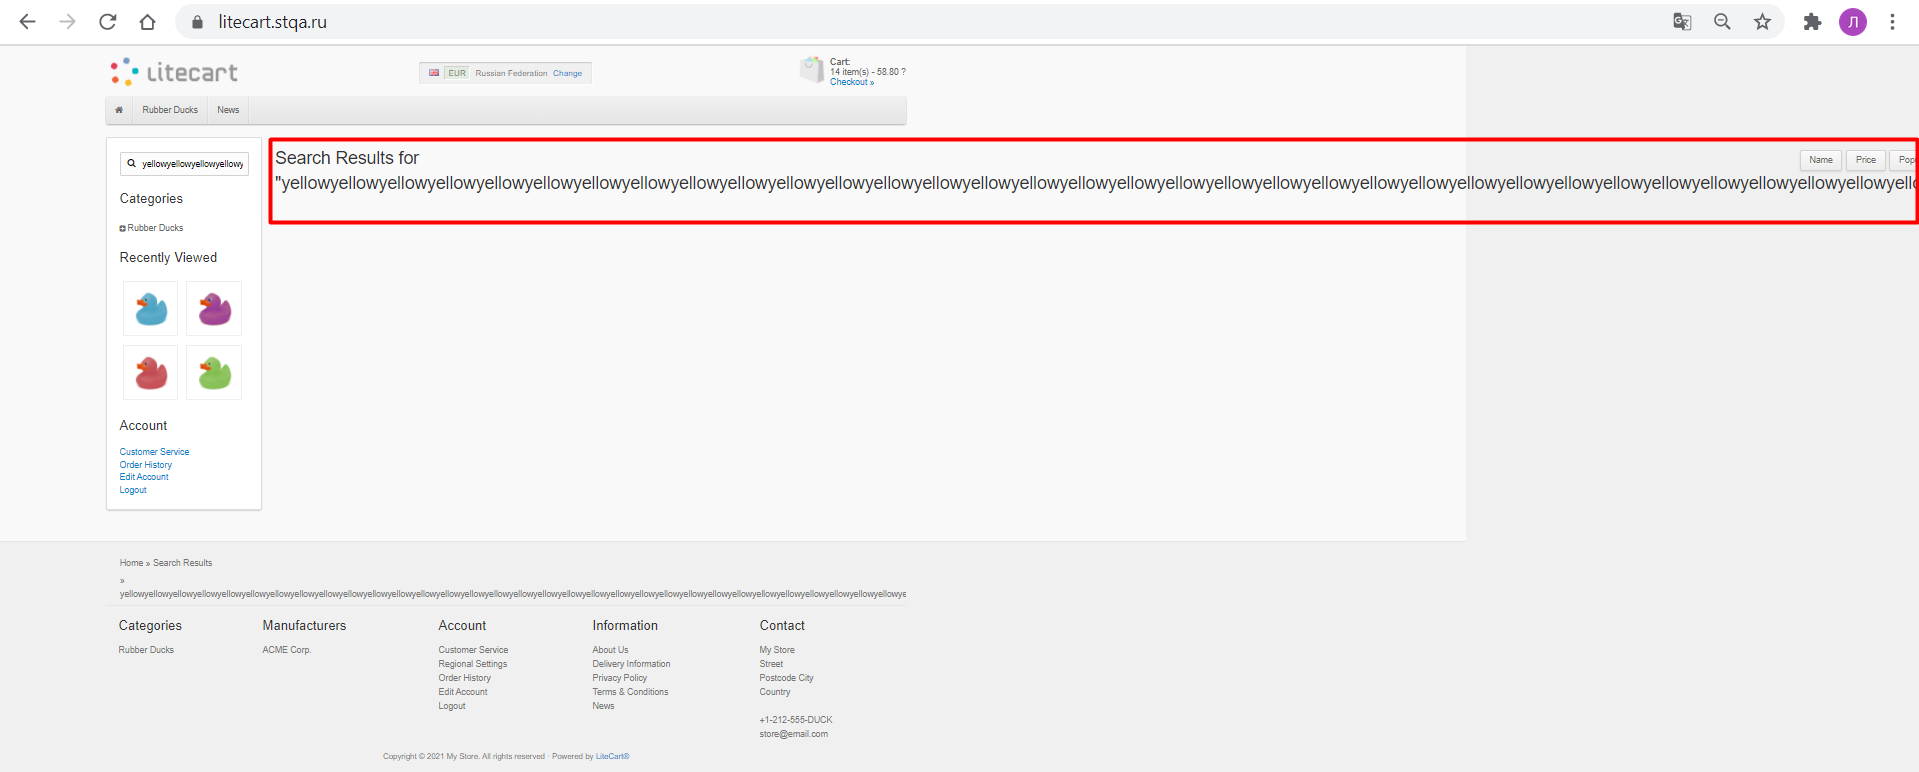 litecart.stqa.ru
Л
Litecart
EUR Russian Federation Change
Cart:
14 item(s) - 58.80 ?
Checkout »
Rubber Ducks News
Search Results for
Name Price
"yellowyellowyellowyellowyellowyellowyellowyellowyellowyellowyellowyellowyellowyellowyellowyellowyellowyellowyellowyellowyellowyellowyellowyellowyellowyellowyellowyellowyellowyellowyellowyellowyellowyello
yellowyellowyellowyellowy
Categories
Rubber Ducks
Recently Viewed
Account
Customer Service
Order History
Edit Account
Logout
Home » Search Results
»
yellowyellowyellowyellowyellowyellowyellowyellowyellowyellowyellowyellowyellowyellowyellowyellowyellowyellowyellowyellowyellowyellowyellowyellowyellowyellowyellowyellowyellowyellowyellowyellowye
Categories
Rubber Ducks
Manufacturers
ACME Corp.
Account
Customer Service
Regional Settings
Order History
Edit Account
Logout
Information
About Us
Delivery Information
Privacy Policy
Terms & Conditions
News
Contact
My Store
Street
Postcode City
Country
+1-212-555-DUCK
store@email.com
Copyright © 2021 My Store. All rights reserved · Powered by LiteCart®